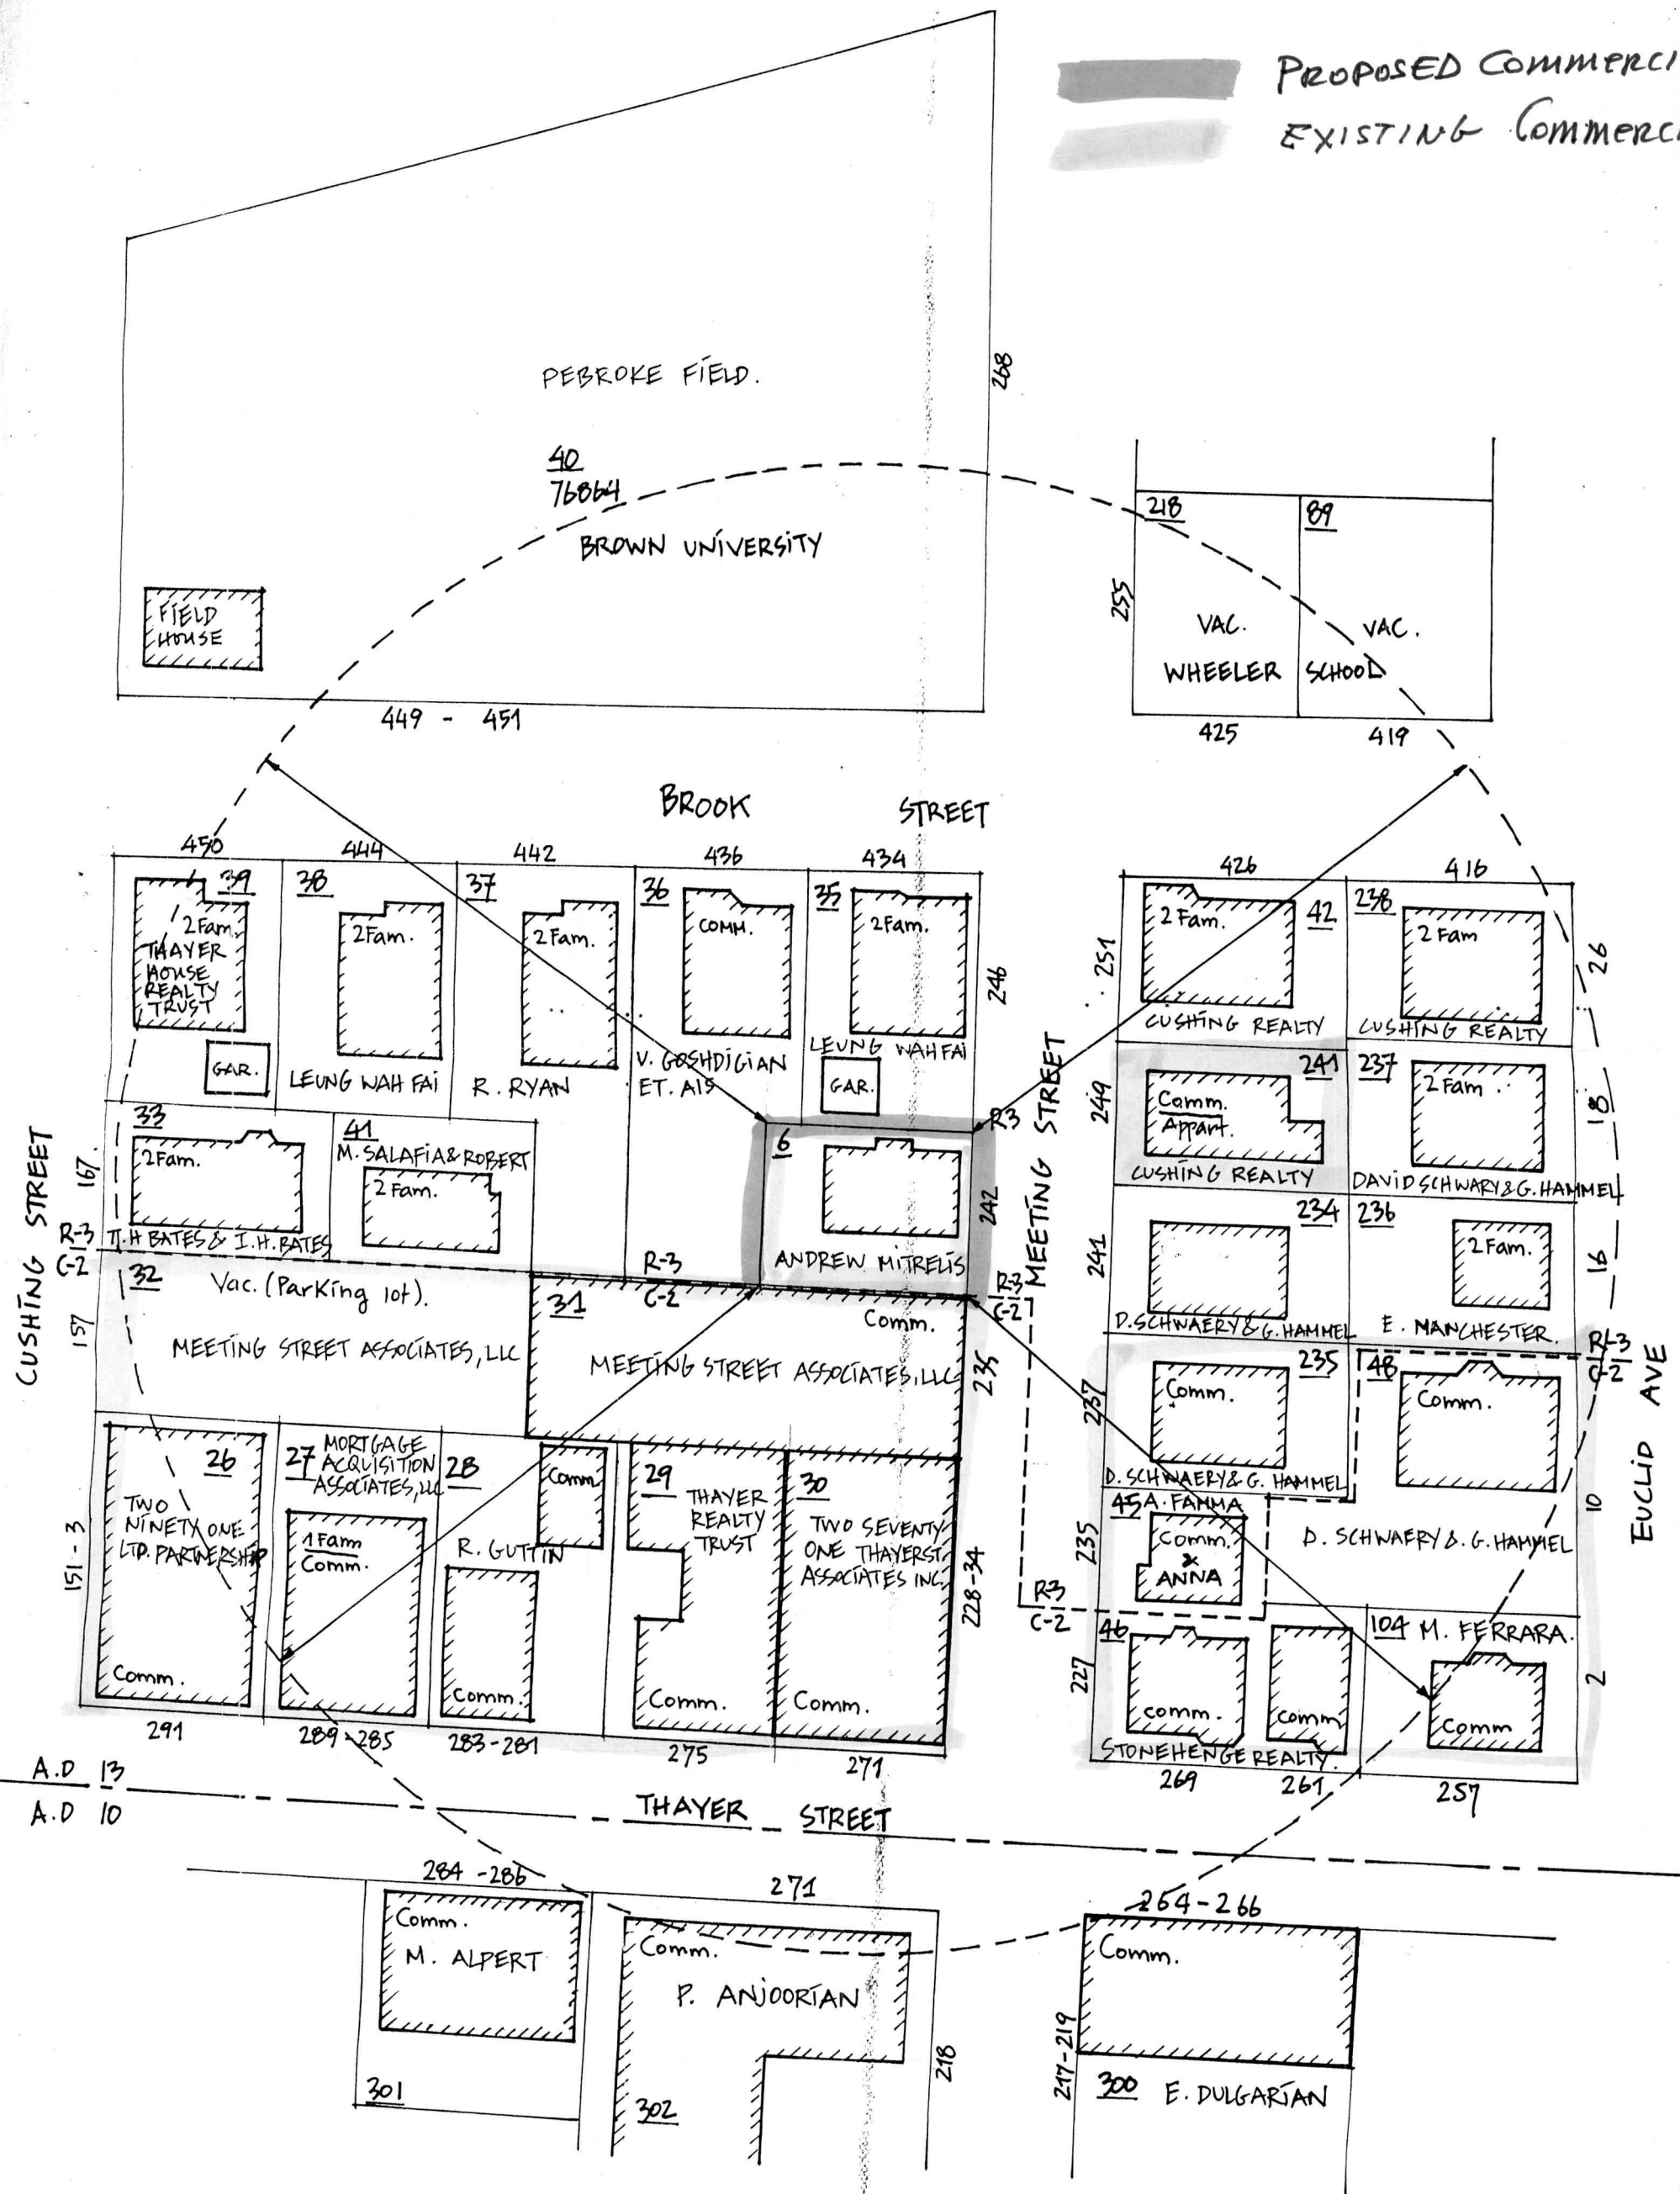 PROPOSED COMMERCI
EXISTING COMMERCI
PEBROKE FIELD.
268
40
76864
BROWN UNIVERSITY
FIELD
HOUSE
449 - 451
218
89
255
VAC.
VAC.
WHEELER
SCHOOL
425
419
BROOK STREET
450
444
442
436
434
426
416
39
2 Fam.
THAYER
HOUSE
REALTY
TRUST
GAR.
38
2 Fam.
LEUNG WAH FAI
37
2 Fam.
R. RYAN
36
COMM.
V. GOSHDIGIAN
ET. AIS
35
2 Fam.
LEUNG WAH FAI
GAR.
246
251
2 Fam.
42
CUSHING REALTY
238
2 Fam
CUSHING REALTY
26
MEETING STREET
249
241
Comm.
Appart.
CUSHING REALTY
237
2 Fam
DAVID SCHWARY & G. HAMMEL
18
CUSHING STREET
167
33
2 Fam.
T.H BATES & I.H. BATES
41
M. SALAFIA & ROBERT
2 Fam.
6
ANDREW MITRELIS
R-3
242
241
234
D. SCHWAERY & G. HAMMEL
236
2 Fam.
E. MANCHESTER.
16
R-3
C-2
R-3
C-2
R-3
C-2
R-3
C-2
157
32
Vac. (Parking lot).
MEETING STREET ASSOCIATES, LLC
31
Comm.
MEETING STREET ASSOCIATES, LLC
235
237
235
Comm.
D. SCHWAERY & G. HAMMEL
48
Comm.
D. SCHWAERY & G. HAMMEL
10
EUCLID AVE
151-3
26
TWO
NINETY ONE
LTD. PARTNERSHIP
Comm.
27
MORTGAGE
ACQUISITION
ASSOCIATES, LLC
1 Fam
Comm.
28
Comm.
R. GUTTIN
Comm.
29
THAYER
REALTY
TRUST
Comm.
30
TWO SEVENTY
ONE THAYER ST.
ASSOCIATES INC.
Comm.
228-34
235
45 A. FAMMA
Comm.
&
ANNA
R-3
C-2
227
46
Comm.
Comm
STONEHENGE REALTY.
104 M. FERRARA.
Comm
2
291
289-285
283-281
275
271
269
261
257
A.D 13
A.D 10
THAYER STREET
284-286
271
264-266
Comm.
M. ALPERT
301
Comm.
P. ANJOORIAN
302
218
217-219
Comm.
300 E. DULGARIAN